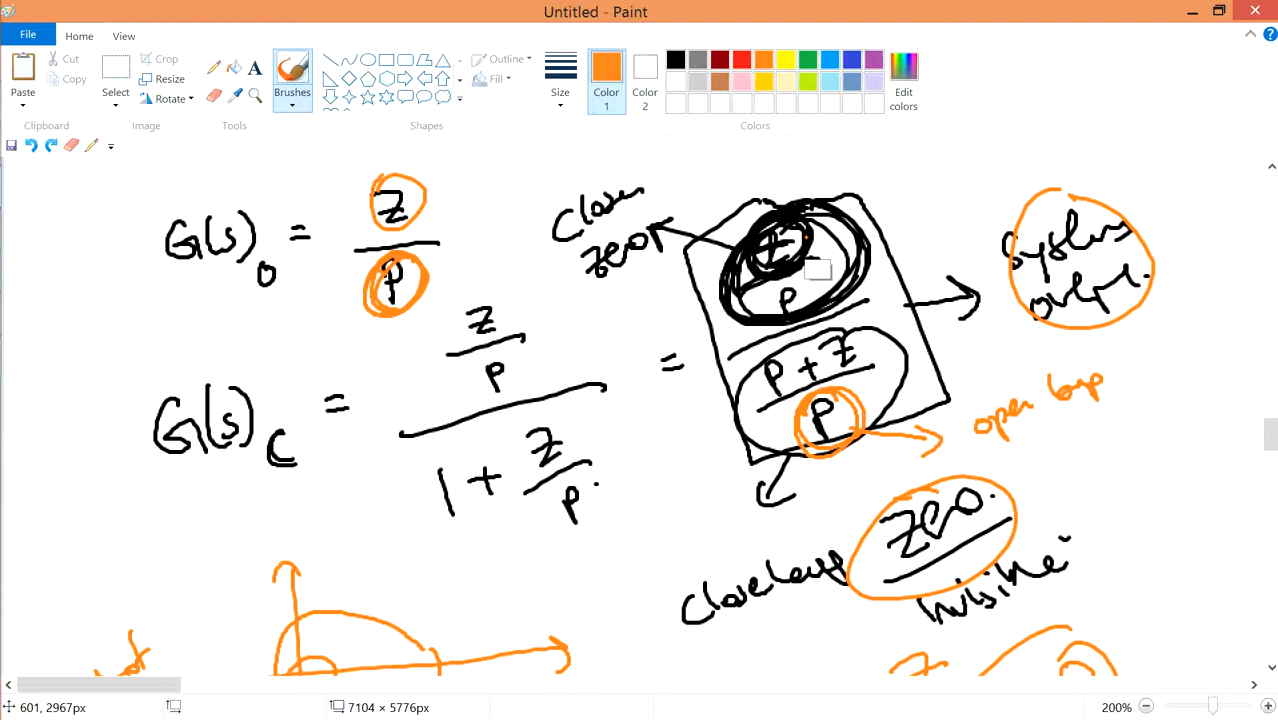 Untitled - Paint
File
Home
View
Paste
Cut
Copy
Clipboard
Select
Crop
Resize
Rotate
Image
Tools
Brushes
Shapes
Outline
Fill
Size
Color 1
Color 2
Colors
Edit colors
G(s)o = Z/P
Close zero
Z/P
P+Z/P
System output.
G(s)c = Z/P / 1 + Z/P. =
open loop
Close loop
Zero.
invisible
Z
601, 2967px
7104 × 5776px
200%